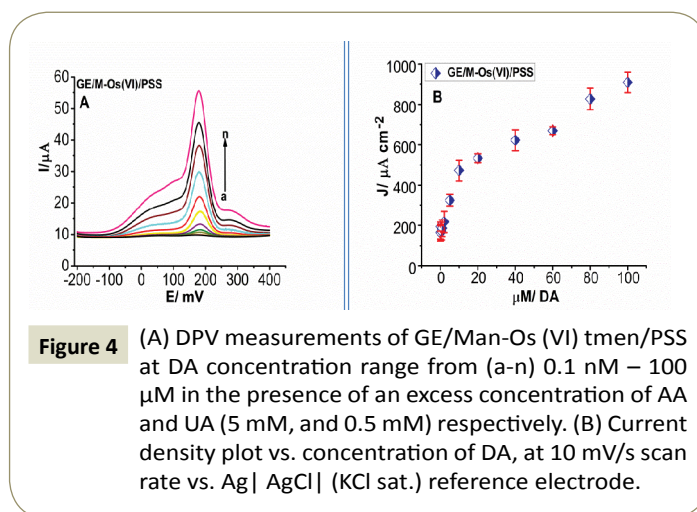 GE/M-Os(VI)/PSS
A
n
a
I/μA
60
50
40
30
20
10
0
-200 -100 0 100 200 300 400
E/ mV
GE/M-Os(VI)/PSS
B
J/ μA cm-2
1000
800
600
400
200
0
0 20 40 60 80 100
μM/ DA
Figure 4
(A) DPV measurements of GE/Man-Os (VI) tmen/PSS
at DA concentration range from (a-n) 0.1 nM – 100
μM in the presence of an excess concentration of AA
and UA (5 mM, and 0.5 mM) respectively. (B) Current
density plot vs. concentration of DA, at 10 mV/s scan
rate vs. Ag| AgCl| (KCl sat.) reference electrode.